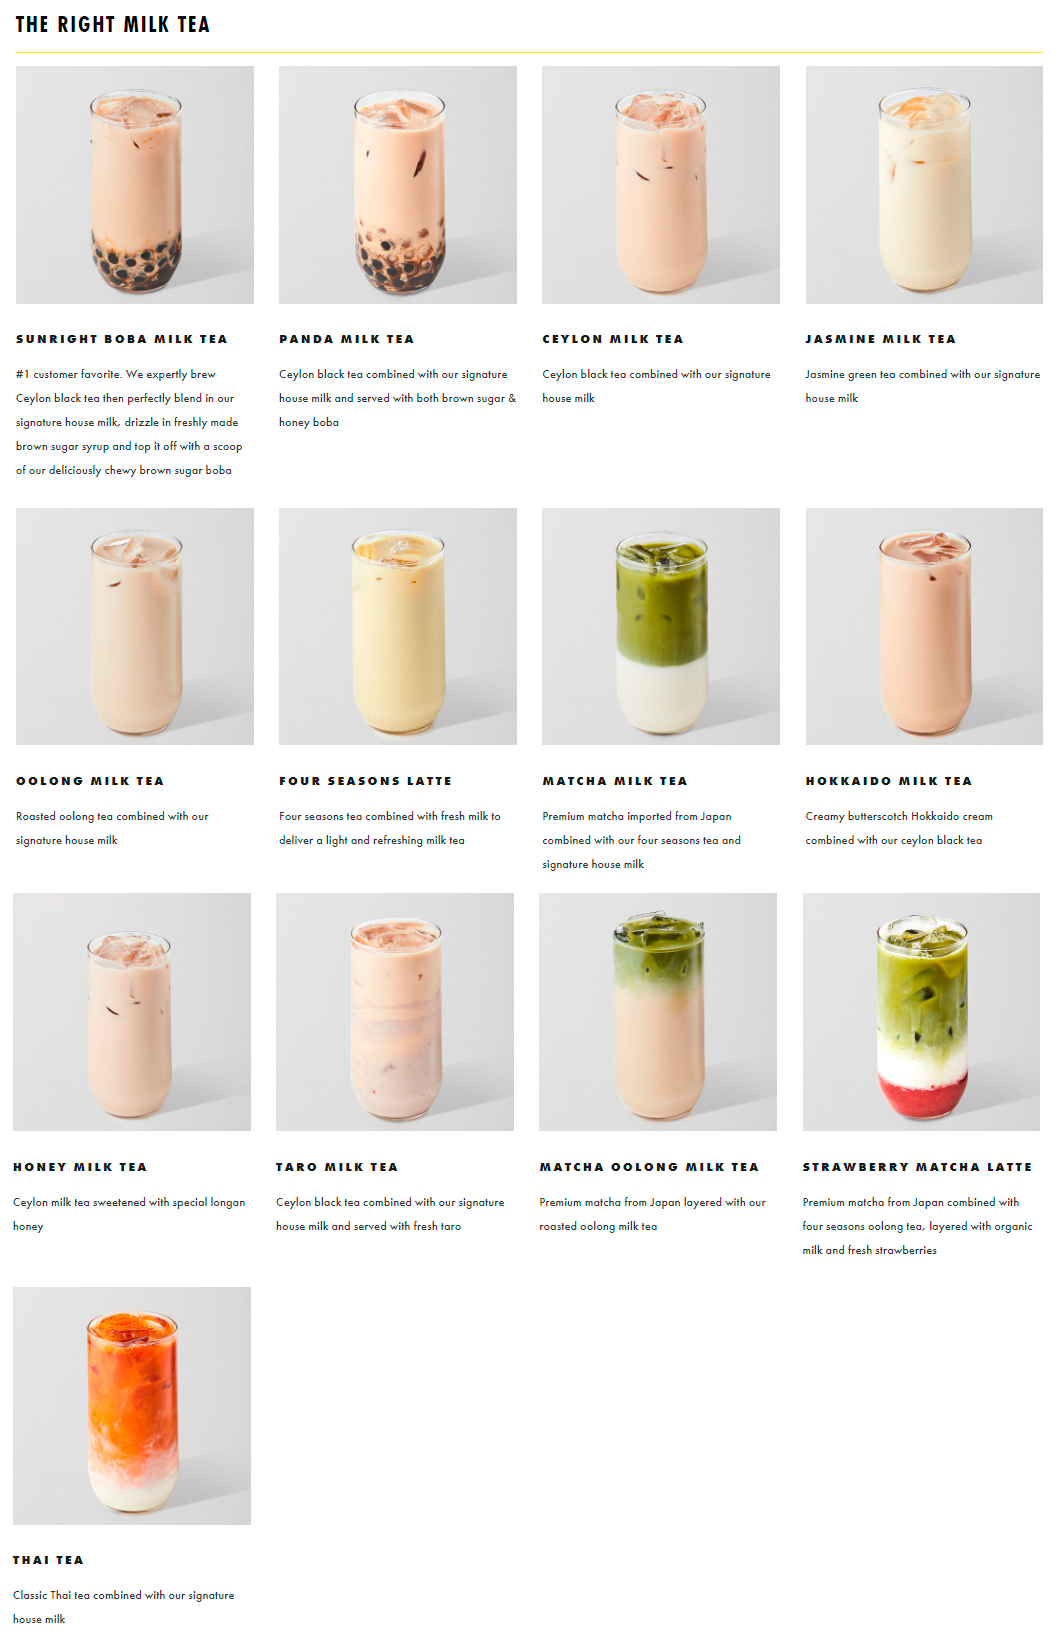 THE RIGHT MILK TEA
SUNRIGHT BOBA MILK TEA
#1 customer favorite. We expertly brew
Ceylon black tea then perfectly blend in our
signature house milk, drizzle in freshly made
brown sugar syrup and top it off with a scoop
of our deliciously chewy brown sugar boba
PANDA MILK TEA
Ceylon black tea combined with our signature
house milk and served with both brown sugar &
honey boba
CEYLON MILK TEA
Ceylon black tea combined with our signature
house milk
JASMINE MILK TEA
Jasmine green tea combined with our signature
house milk
OOLONG MILK TEA
Roasted oolong tea combined with our
signature house milk
FOUR SEASONS LATTE
Four seasons tea combined with fresh milk to
deliver a light and refreshing milk tea
MATCHA MILK TEA
Premium matcha imported from Japan
combined with our four seasons tea and
signature house milk
HOKKAIDO MILK TEA
Creamy butterscotch Hokkaido cream
combined with our ceylon black tea
HONEY MILK TEA
Ceylon milk tea sweetened with special longan
honey
TARO MILK TEA
Ceylon black tea combined with our signature
house milk and served with fresh taro
MATCHA OOLONG MILK TEA
Premium matcha from Japan layered with our
roasted oolong milk tea
STRAWBERRY MATCHA LATTE
Premium matcha from Japan combined with
four seasons oolong tea, layered with organic
milk and fresh strawberries
THAI TEA
Classic Thai tea combined with our signature
house milk